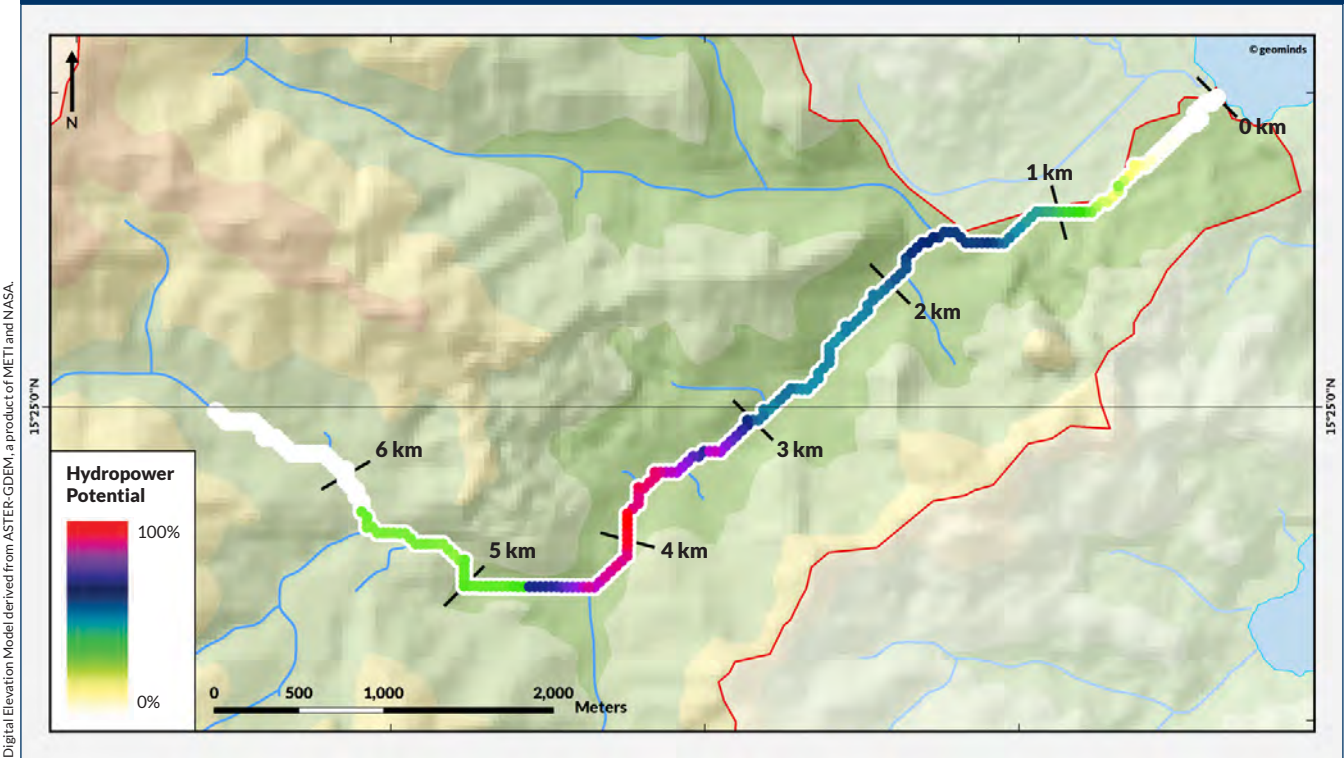 © geominds
N
0 km
1 km
2 km
15°25'0"N
15°25'0"N
3 km
6 km
5 km
4 km
Hydropower
Potential
100%
0%
0 500 1,000 2,000
Meters
Digital Elevation Model derived from ASTER-GDEM, a product of METI and NASA.